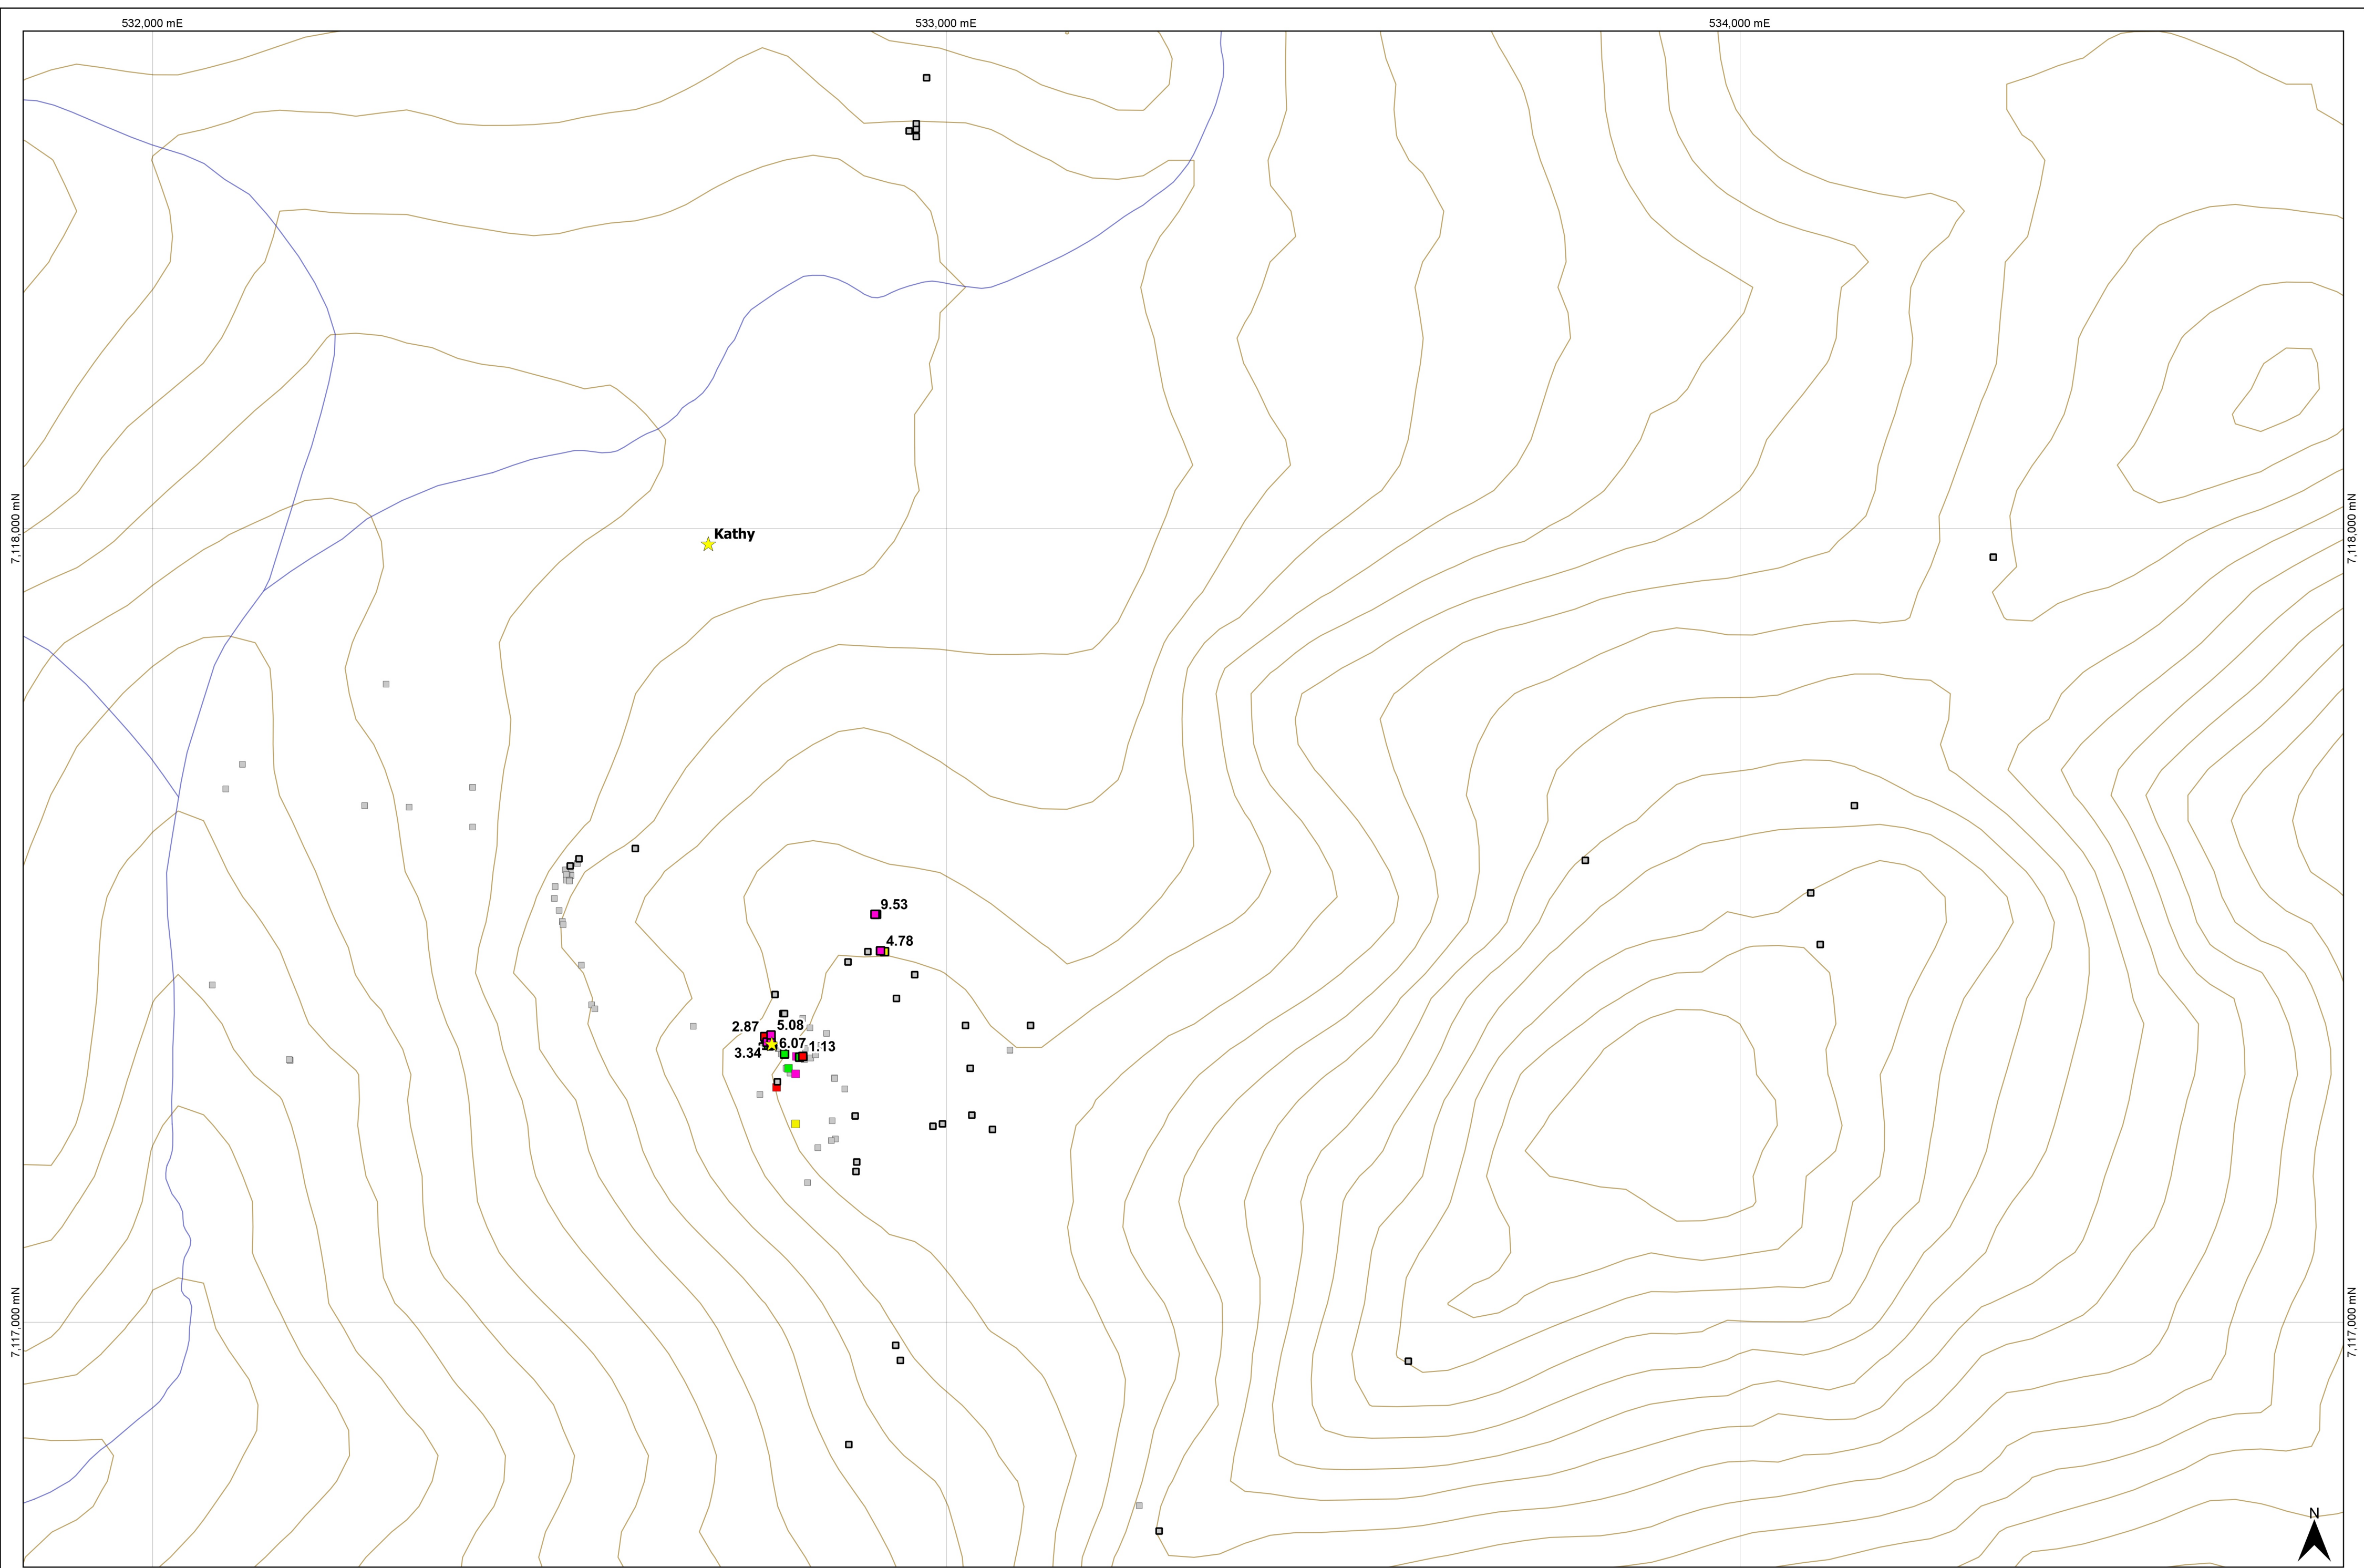 532,000 mE
533,000 mE
534,000 mE
7,118,000 mN
7,118,000 mN
Kathy
9.53
4.78
2.87
5.08
6.07
1.13
3.34
7,117,000 mN
7,117,000 mN
N